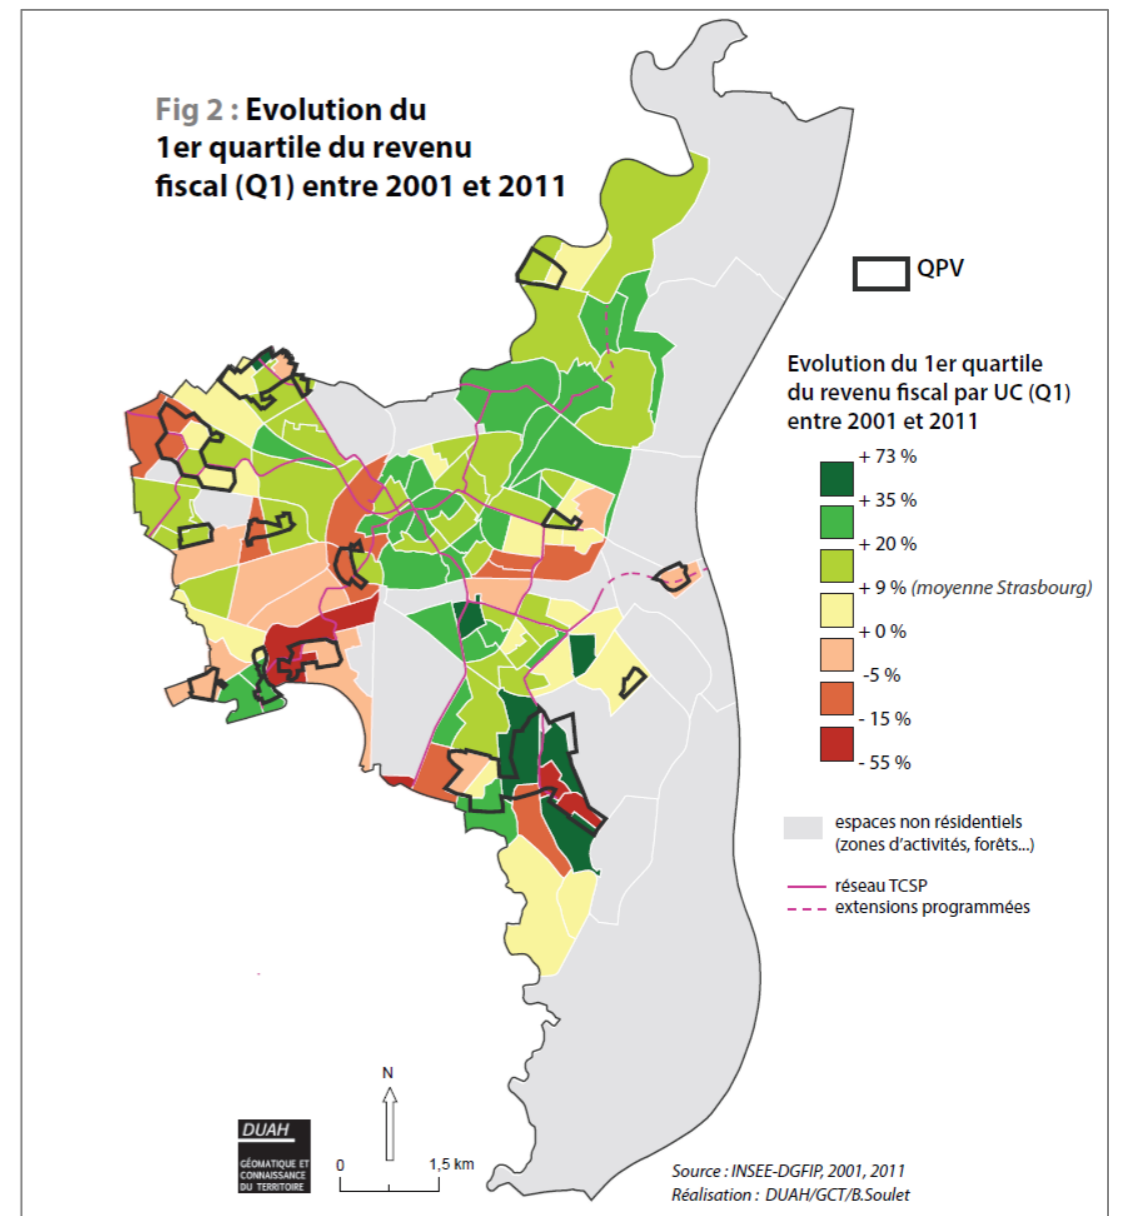 Fig 2 : Evolution du
1er quartile du revenu
fiscal (Q1) entre 2001 et 2011
QPV
Evolution du 1er quartile
du revenu fiscal par UC (Q1)
entre 2001 et 2011
+ 73 %
+ 35 %
+ 20 %
+ 9 % (moyenne Strasbourg)
+ 0 %
-5 %
- 15 %
- 55 %
espaces non résidentiels
(zones d'activités, forêts...)
réseau TCSP
extensions programmées
N
DUAH
GÉOMATIQUE ET
CONNAISSANCE
DU TERRITOIRE
0 1,5 km
Source : INSEE-DGFIP, 2001, 2011
Réalisation : DUAH/GCT/B.Soulet